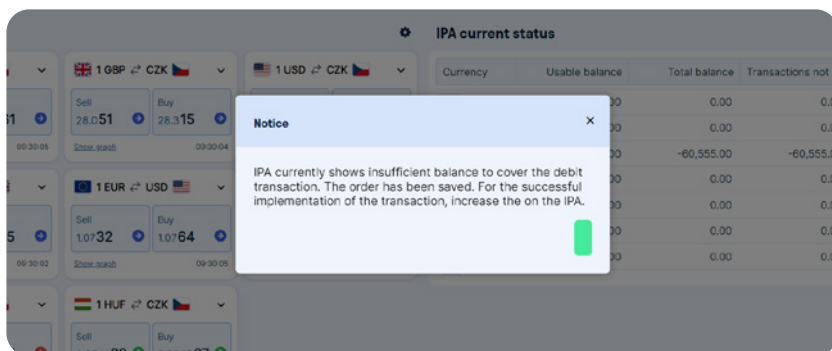 IPA current status
1 GBP ⇄ CZK
1 USD ⇄ CZK
Currency Usable balance Total balance Transactions not
Sell Buy
28.051 28.315
Show graph 09:30:04
09:30:05
Notice ×
IPA currently shows insufficient balance to cover the debit
transaction. The order has been saved. For the successful
implementation of the transaction, increase the on the IPA.
0.00
0.00
-60,555.00 -60,555.0
0.00
0.00
0.00
0.00
1 EUR ⇄ USD
Sell Buy
1.0732 1.0764
Show graph 09:30:05
09:30:02
1 HUF ⇄ CZK
Sell Buy